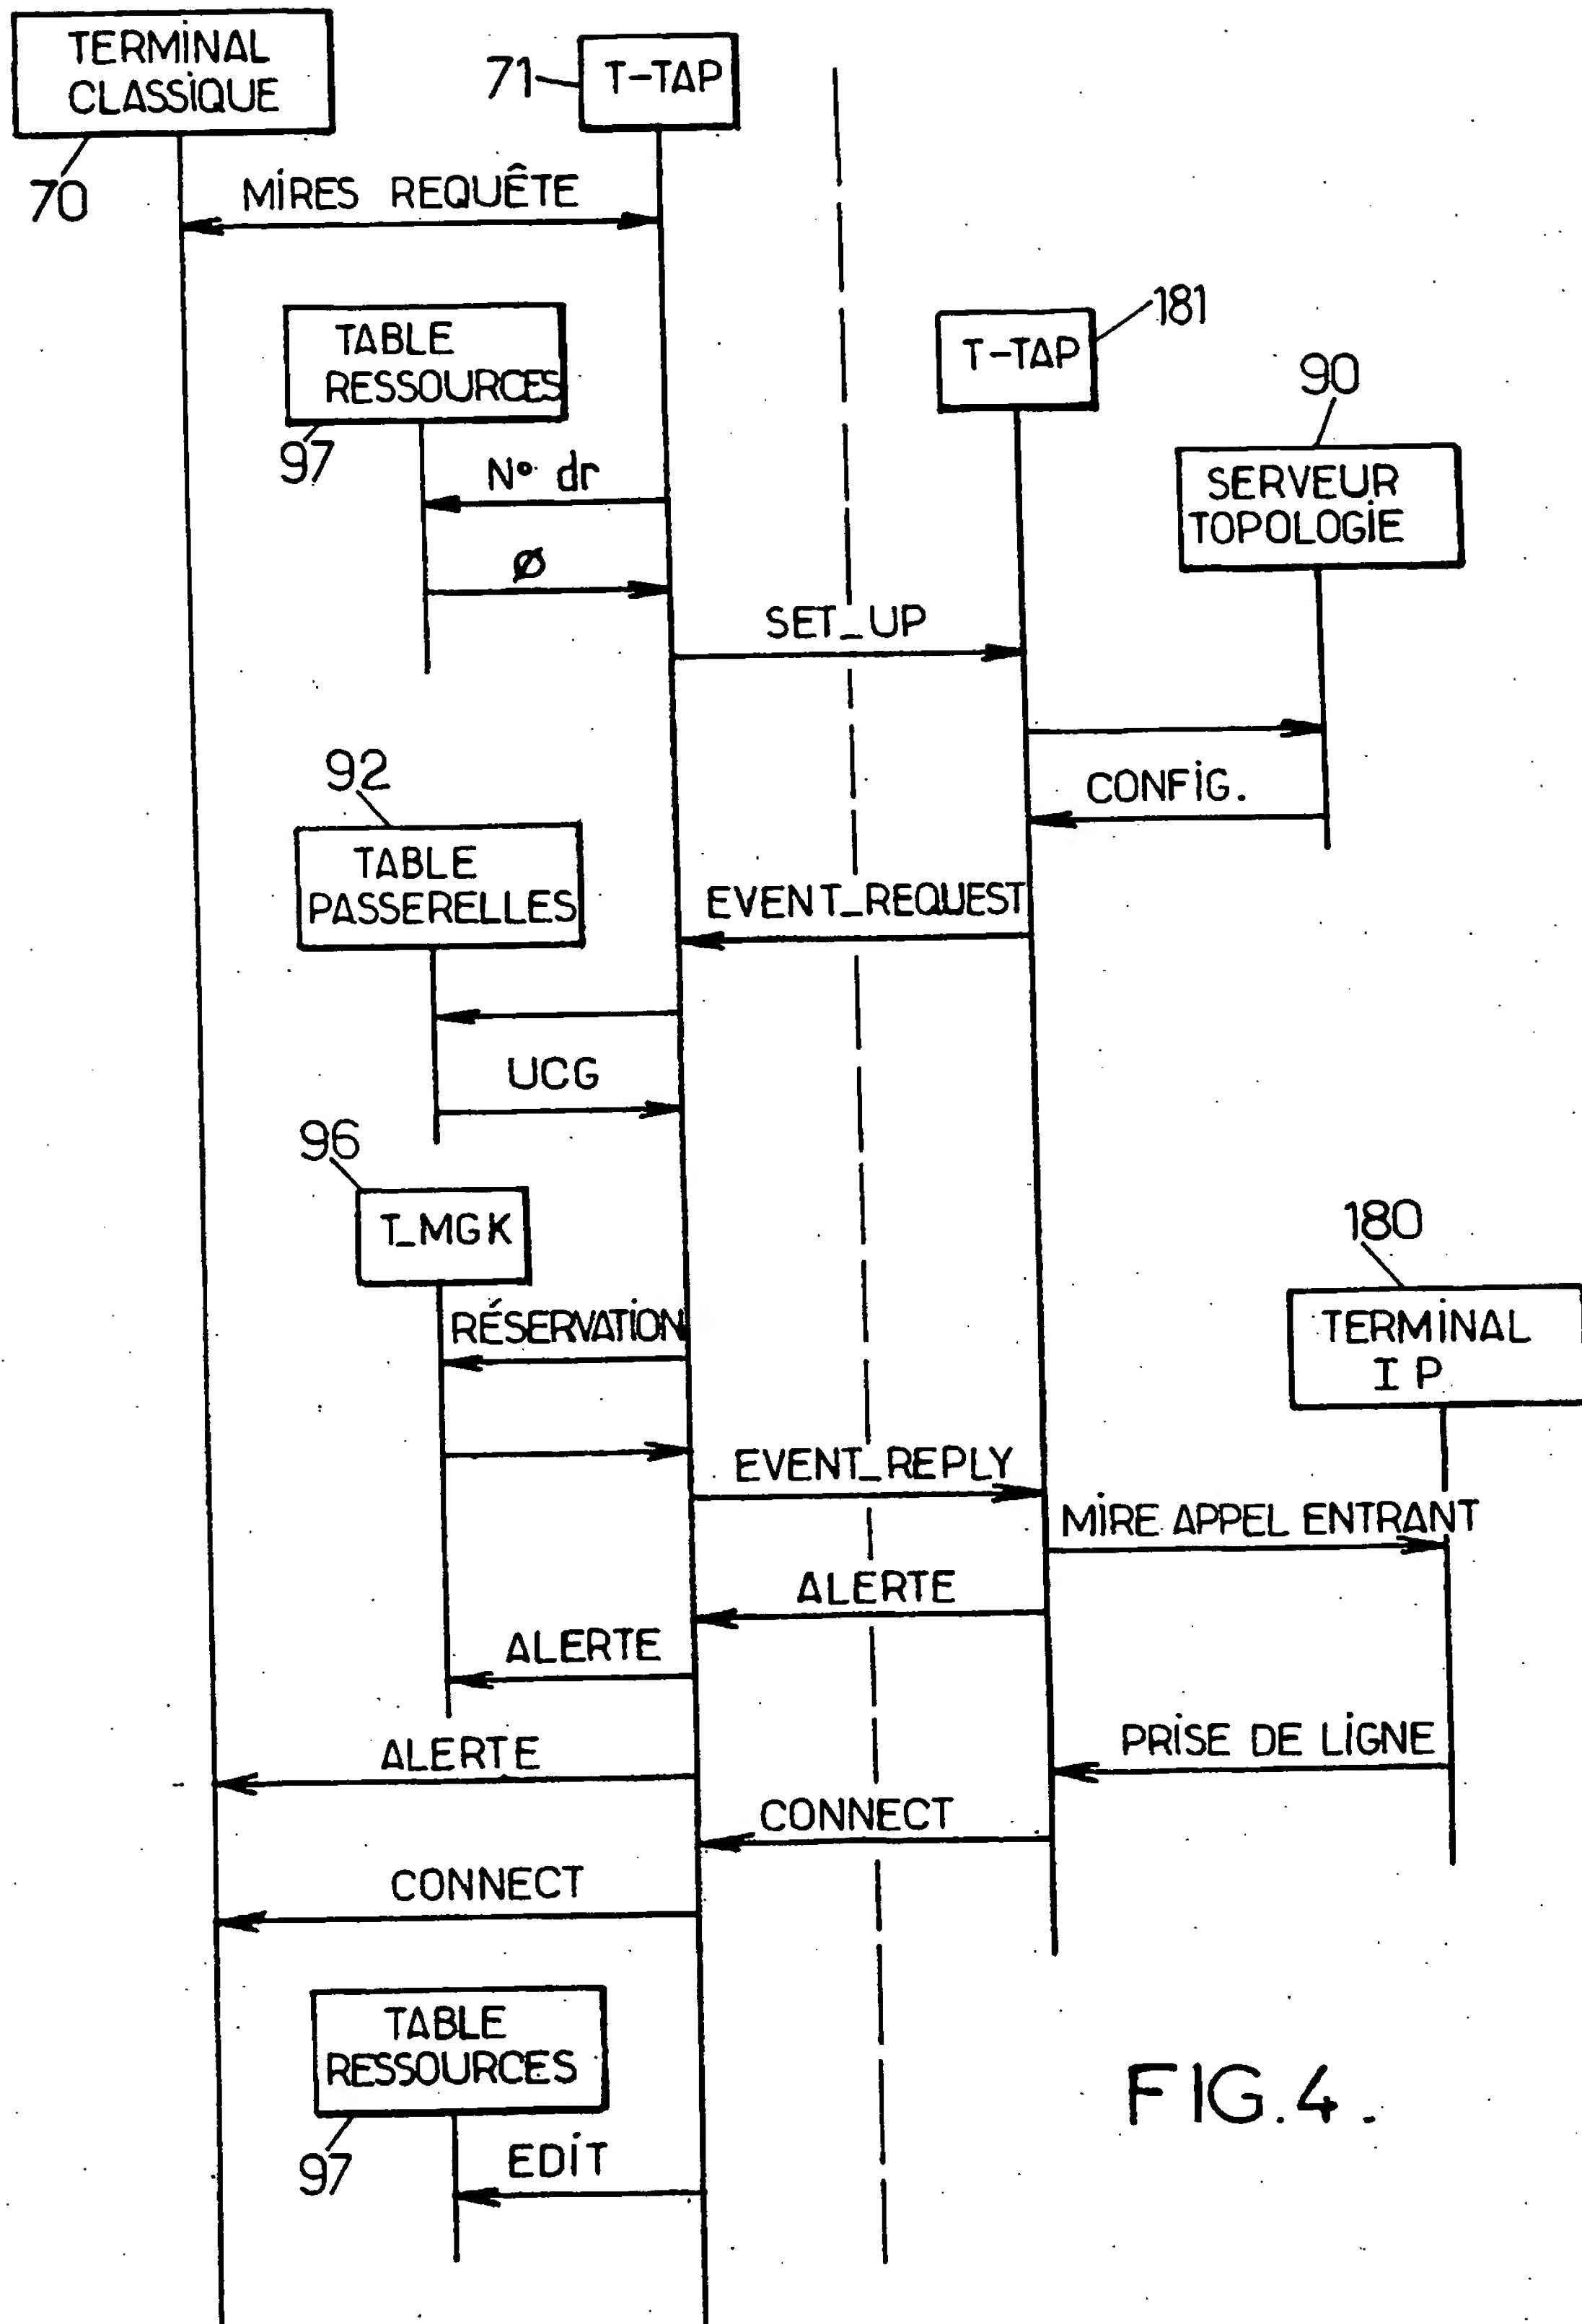 TERMINAL
CLASSIQUE
70
71
T-TAP
MIRES REQUÊTE
TABLE
RESSOURCES
97
181
T-TAP
90
SERVEUR
TOPOLOGIE
N° dr
Ø
SET_UP
CONFIG.
92
TABLE
PASSERELLES
EVENT_REQUEST
UCG
96
T_MGK
180
TERMINAL
IP
RÉSERVATION
EVENT_REPLY
MIRE APPEL ENTRANT
ALERTE
ALERTE
PRISE DE LIGNE
ALERTE
CONNECT
CONNECT
TABLE
RESSOURCES
97
EDIT
FIG.4.